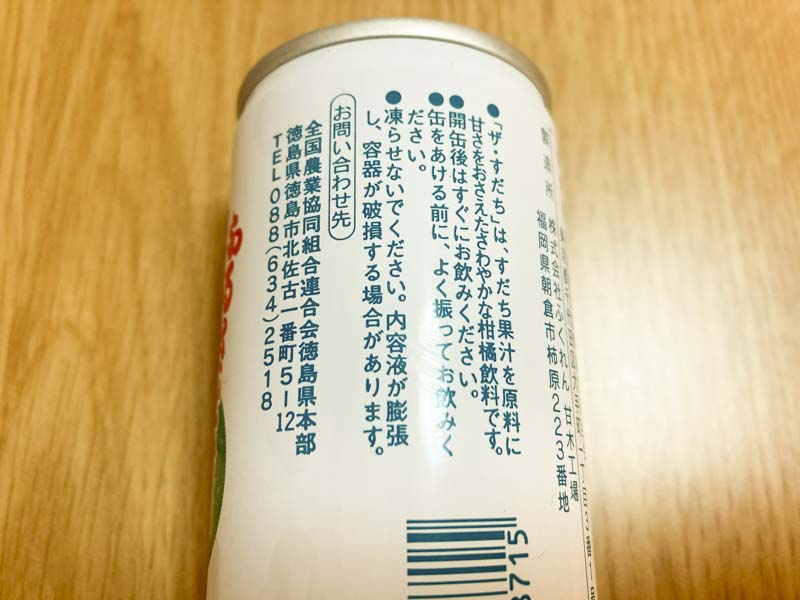 製造所 株式会社ふくれん 甘木工場
福岡県朝倉市柿原223番地
●「ザ・すだち」は、すだち果汁を原料に
甘さをおさえたさわやかな柑橘飲料です。
●開缶後はすぐにお飲みください。
●缶をあける前に、よく振ってお飲みく
ださい。
●凍らせないでください。内容液が膨張
し、容器が破損する場合があります。
お問い合わせ先
全国農業協同組合連合会徳島県本部
徳島県徳島市北佐古一番町5-12
TEL088(634)2518
8715